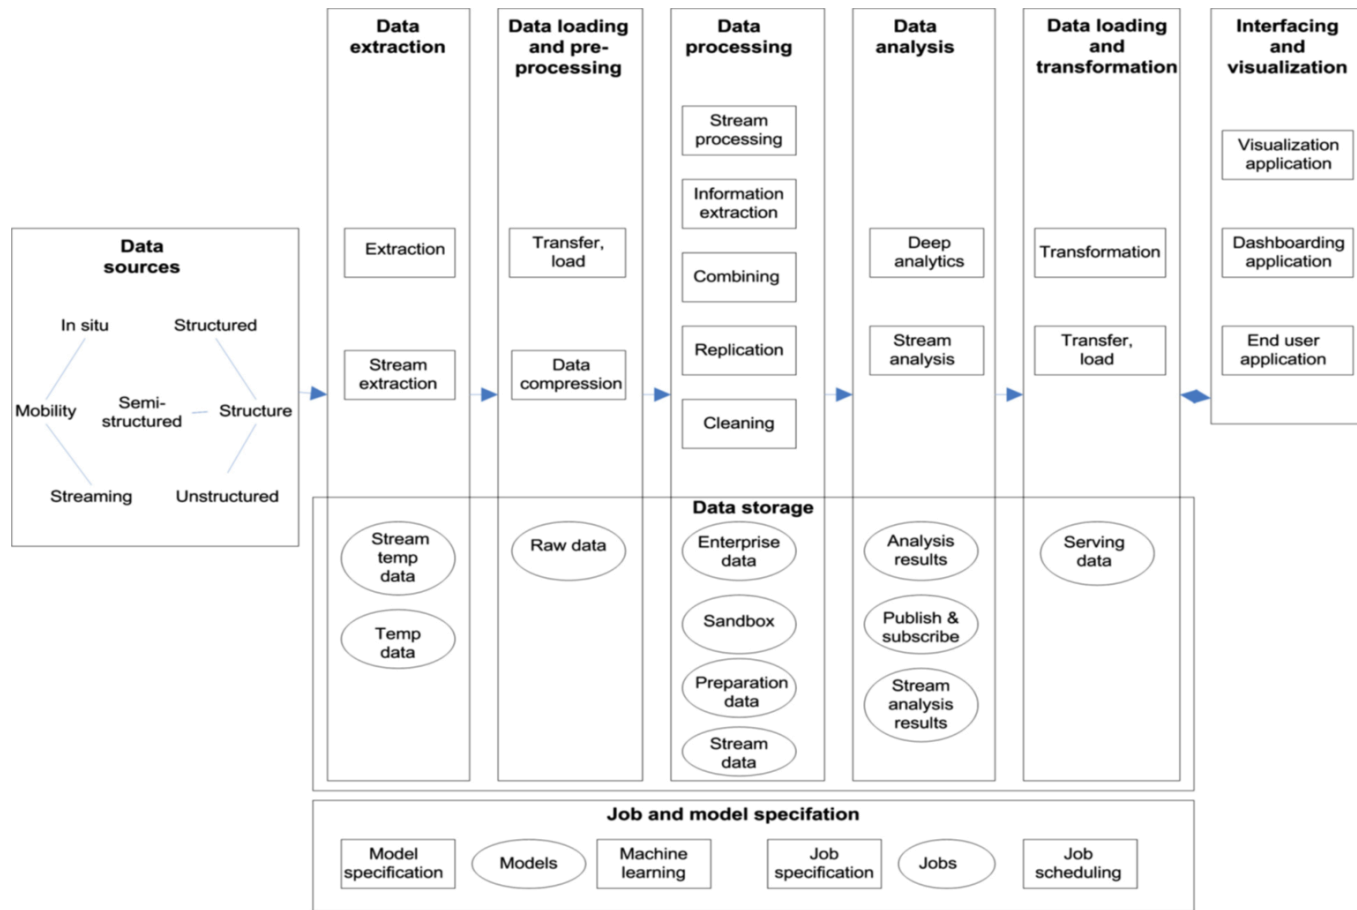 Data
extraction
Data loading
and pre-
processing
Data
processing
Data
analysis
Data loading
and
transformation
Interfacing
and
visualization
Data
sources
In situ
Structured
Mobility
Semi-
structured
Structure
Streaming
Unstructured
Extraction
Stream
extraction
Transfer,
load
Data
compression
Stream
processing
Information
extraction
Combining
Replication
Cleaning
Deep
analytics
Stream
analysis
Transformation
Transfer,
load
Visualization
application
Dashboarding
application
End user
application
Data storage
Stream
temp
data
Temp
data
Raw data
Enterprise
data
Sandbox
Preparation
data
Stream
data
Analysis
results
Publish &
subscribe
Stream
analysis
results
Serving
data
Job and model specifation
Model
specification
Models
Machine
learning
Job
specification
Jobs
Job
scheduling